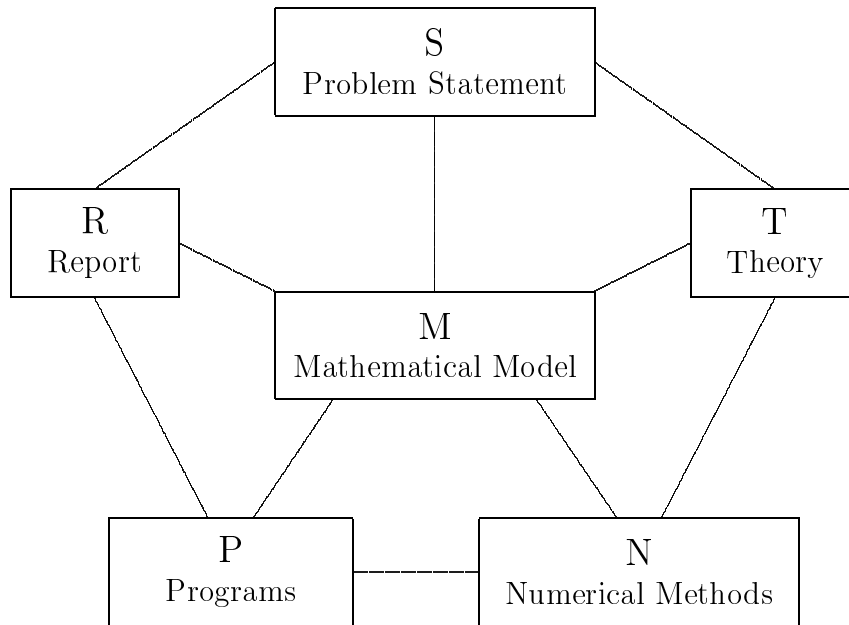 S
Problem Statement
R
Report
T
Theory
M
Mathematical Model
P
Programs
N
Numerical Methods